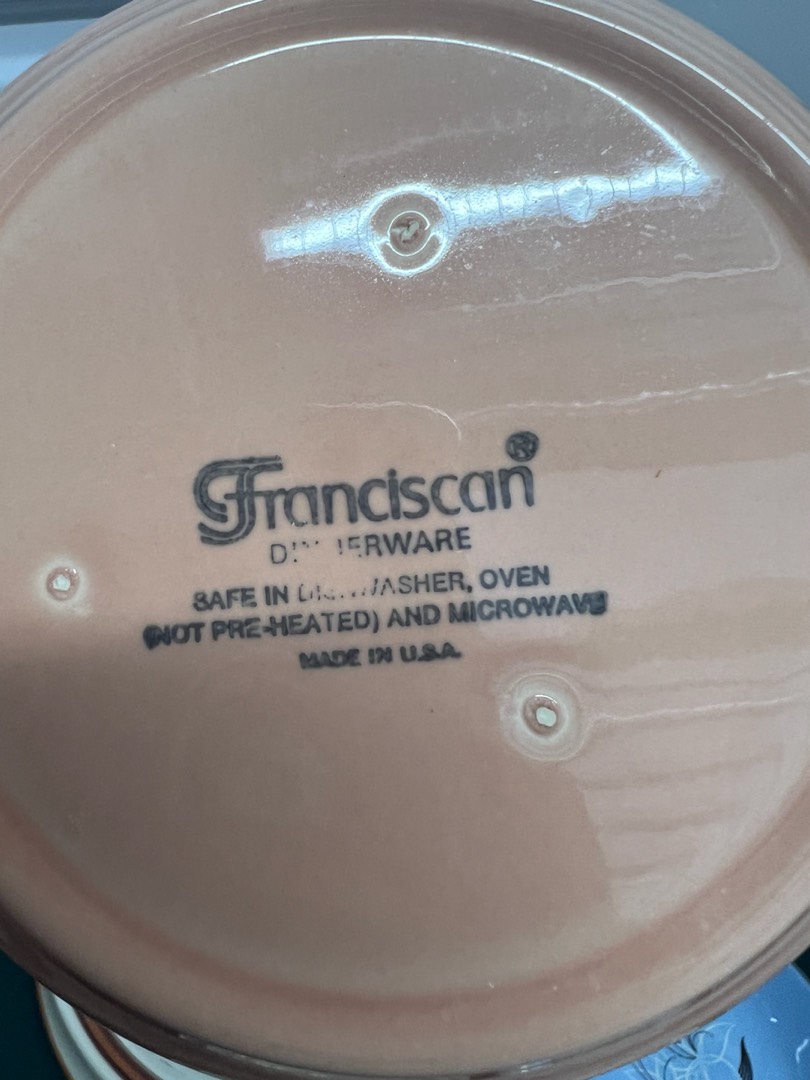 Franciscan®
SAFE IN OVEN
(NOT PRE-HEATED) AND MICROWAVE
MADE IN U.S.A.